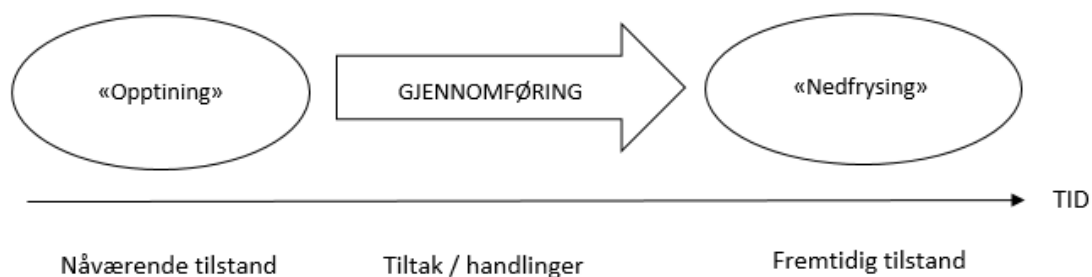 «Opptining»
GJENNOMFØRING
«Nedfrysing»
TID
Nåværende tilstand
Tiltak / handlinger
Fremtidig tilstand